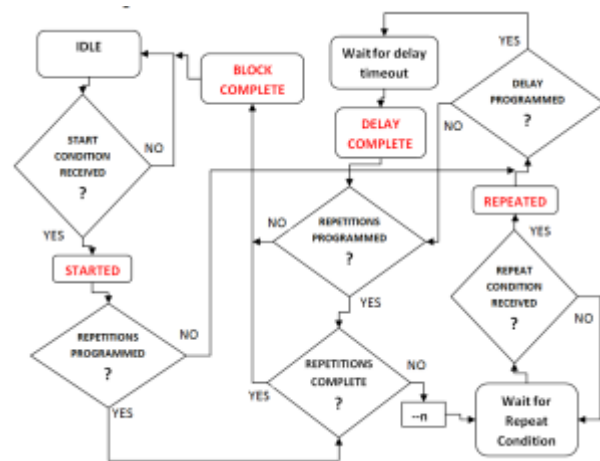 IDLE
START
CONDITION
RECEIVED
?
NO
YES
STARTED
REPETITIONS
PROGRAMMED
?
NO
YES
BLOCK
COMPLETE
Wait for delay
timeout
DELAY
COMPLETE
YES
DELAY
PROGRAMMED
?
NO
REPETITIONS
PROGRAMMED
?
NO
YES
REPETITIONS
COMPLETE
?
YES
NO
--n
REPEATED
YES
REPEAT
CONDITION
RECEIVED
?
NO
Wait for
Repeat
Condition